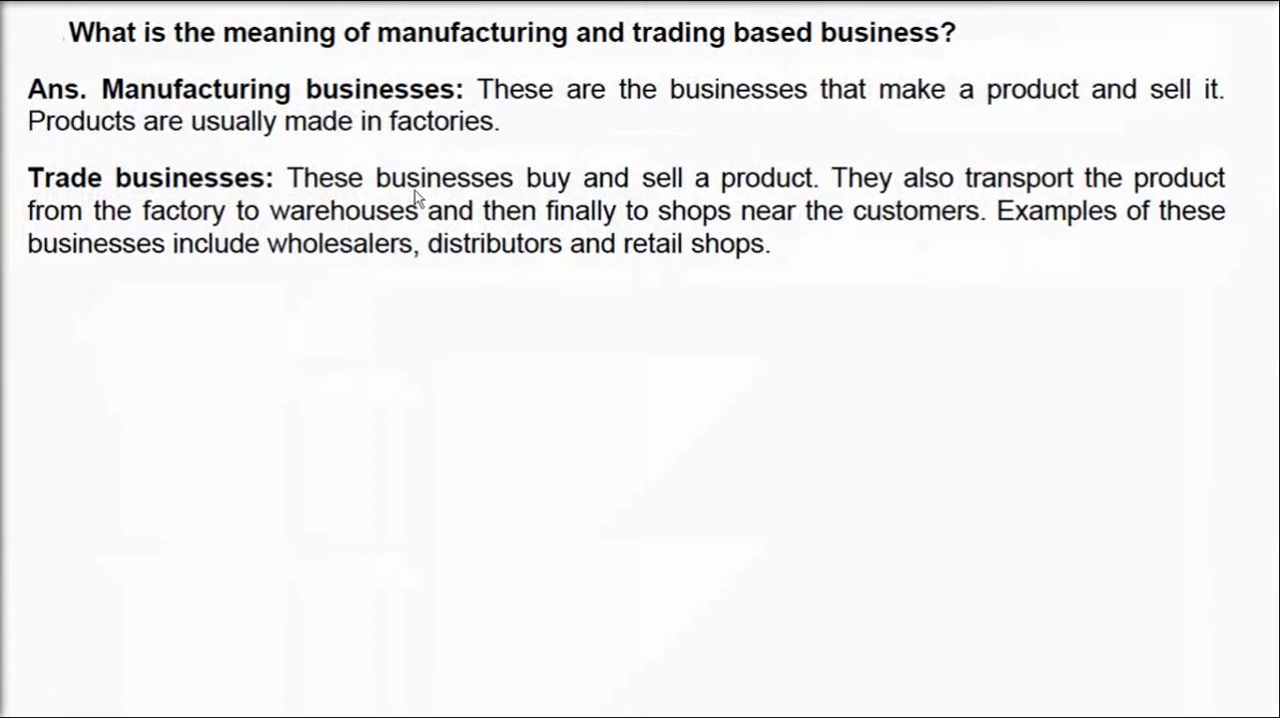 What is the meaning of manufacturing and trading based business?
Ans. Manufacturing businesses: These are the businesses that make a product and sell it.
Products are usually made in factories.
Trade businesses: These businesses buy and sell a product. They also transport the product
from the factory to warehouses and then finally to shops near the customers. Examples of these
businesses include wholesalers, distributors and retail shops.